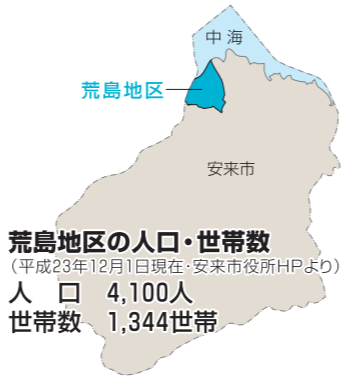 中海
荒島地区
安来市
荒島地区の人口・世帯数
（平成23年12月1日現在・安来市役所HPより）
人　口　4,100人
世帯数　1,344世帯